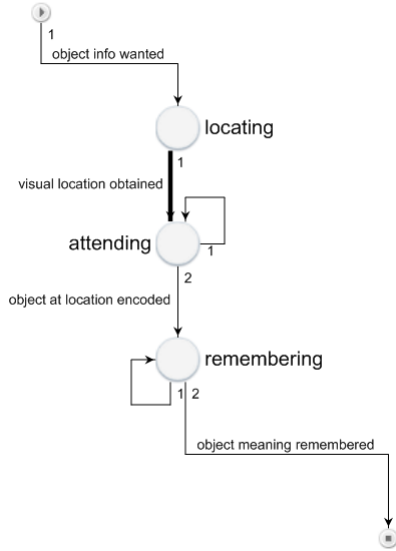 1
object info wanted
locating
1
visual location obtained
attending
1
2
object at location encoded
remembering
1 2
object meaning remembered